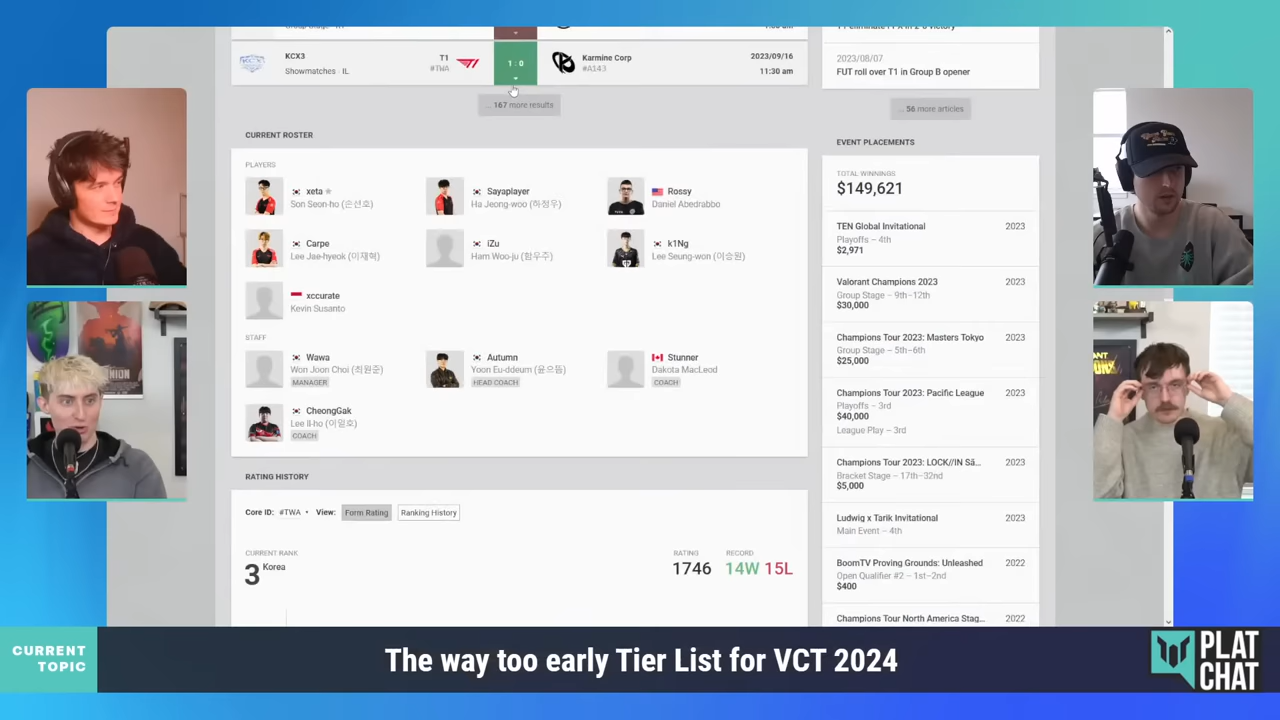 KCX3
Showmatches - IL
T1
#TWA
1 : 0
Karmine Corp
#A143
2023/09/16
11:30 am
... 167 more results
2023/08/07
FUT roll over T1 in Group B opener
... 56 more articles
CURRENT ROSTER
PLAYERS
xeta
Son Seon-ho (손선호)
Sayaplayer
Ha Jeong-woo (하정우)
Rossy
Daniel Abedrabbo
Carpe
Lee Jae-hyeok (이재혁)
iZu
Ham Woo-ju (함우주)
k1Ng
Lee Seung-won (이승원)
xccurate
Kevin Susanto
STAFF
Wawa
Won Joon Choi (최원준)
MANAGER
Autumn
Yoon Eu-ddeum (윤으뜸)
HEAD COACH
Stunner
Dakota MacLeod
COACH
CheongGak
Lee Il-ho (이일호)
COACH
EVENT PLACEMENTS
TOTAL WINNINGS
$149,621
TEN Global Invitational 2023
Playoffs – 4th
$2,971
Valorant Champions 2023 2023
Group Stage – 9th–12th
$30,000
Champions Tour 2023: Masters Tokyo 2023
Group Stage – 5th–6th
$25,000
Champions Tour 2023: Pacific League 2023
Playoffs – 3rd
$40,000
League Play – 3rd
Champions Tour 2023: LOCK//IN Sã... 2023
Bracket Stage – 17th–32nd
$5,000
Ludwig x Tarik Invitational 2023
Main Event – 4th
BoomTV Proving Grounds: Unleashed 2022
Open Qualifier #2 – 1st–2nd
$400
Champions Tour North America Stag... 2022
RATING HISTORY
Core ID: #TWA • View: Form Rating Ranking History
CURRENT RANK
3 Korea
RATING
1746
RECORD
14W 15L
CURRENT
TOPIC
The way too early Tier List for VCT 2024
PLAT
CHAT